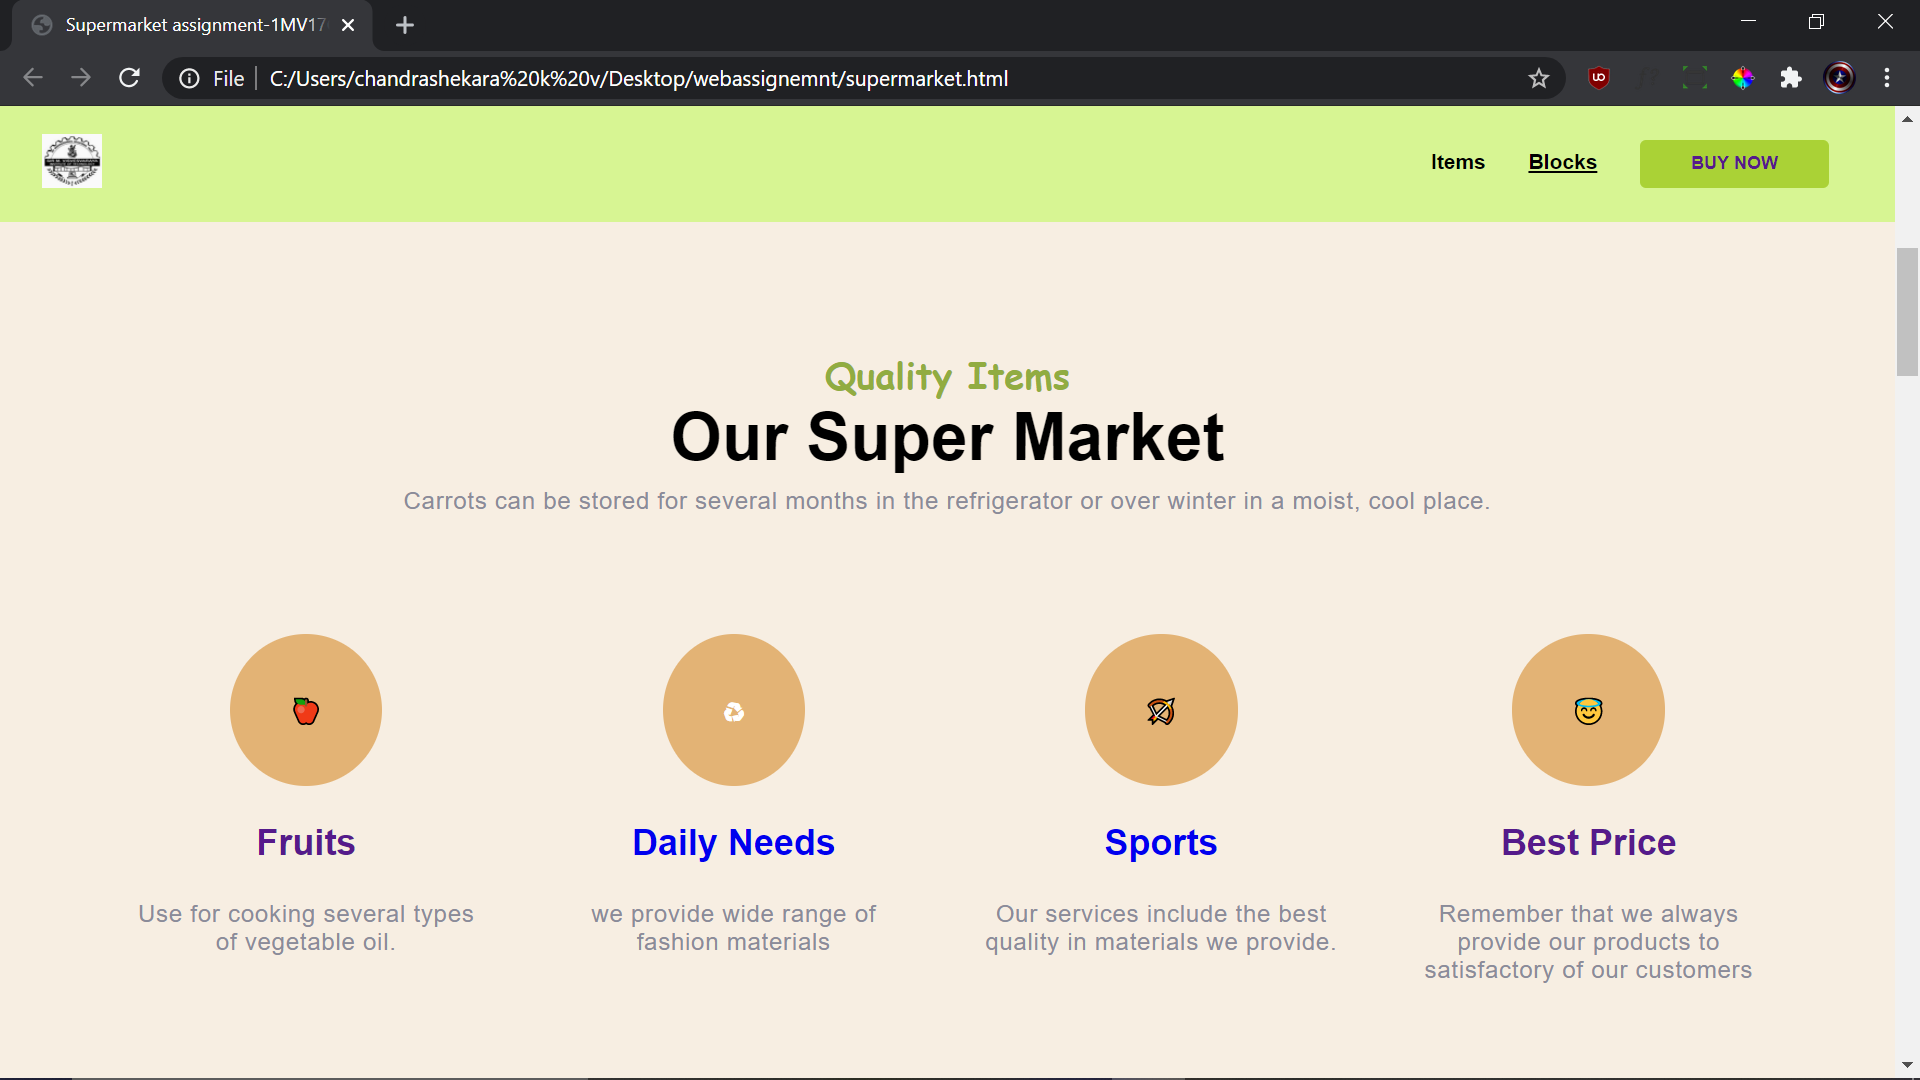 Supermarket assignment-1MV17
File
C:/Users/chandrashekara%20k%20v/Desktop/webassignemnt/supermarket.html
Items
Blocks
BUY NOW
Quality Items
Our Super Market
Carrots can be stored for several months in the refrigerator or over winter in a moist, cool place.
Fruits
Use for cooking several types
of vegetable oil.
Daily Needs
we provide wide range of
fashion materials
Sports
Our services include the best
quality in materials we provide.
Best Price
Remember that we always
provide our products to
satisfactory of our customers